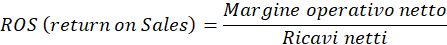 ROS (return on Sales) = Margine operativo netto / Ricavi netti